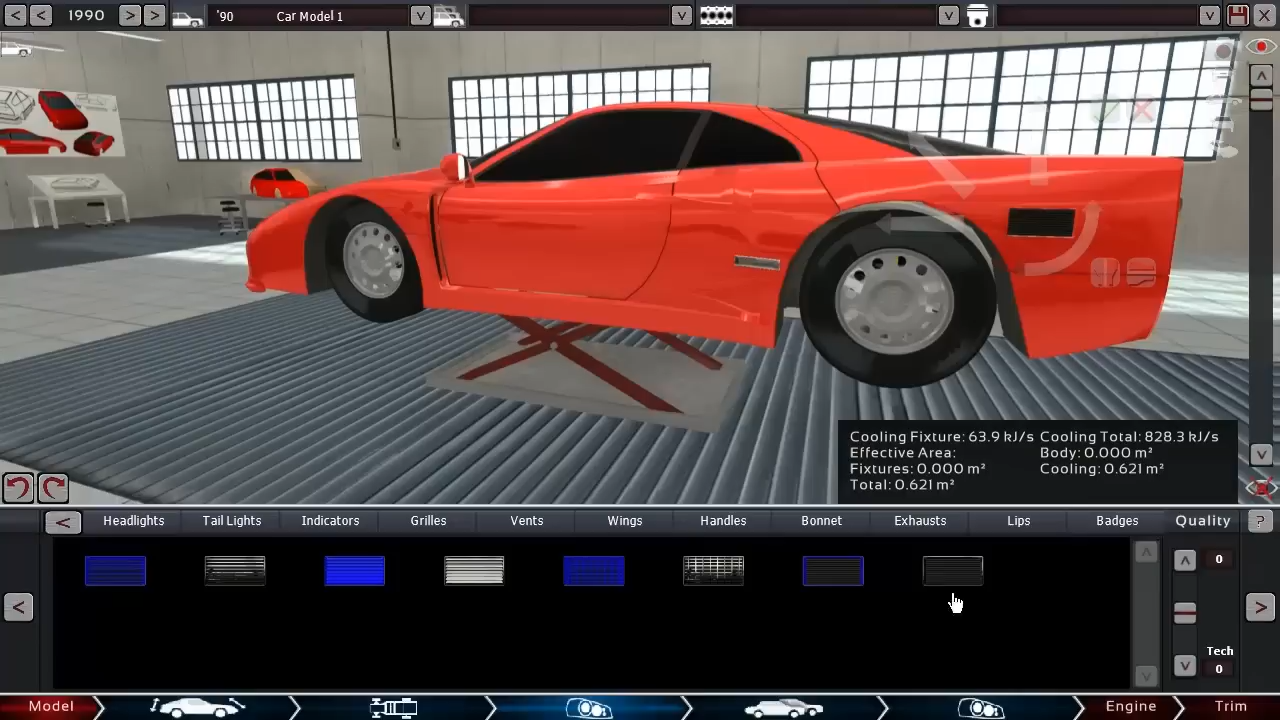 1990 '90 Car Model 1
Cooling Fixture: 63.9 kJ/s Cooling Total: 828.3 kJ/s
Effective Area: Body: 0.000 m²
Fixtures: 0.000 m² Cooling: 0.621 m²
Total: 0.621 m²
Headlights Tail Lights Indicators Grilles Vents Wings Handles Bonnet Exhausts Lips Badges Quality ?
0
Tech
0
Model Engine Trim